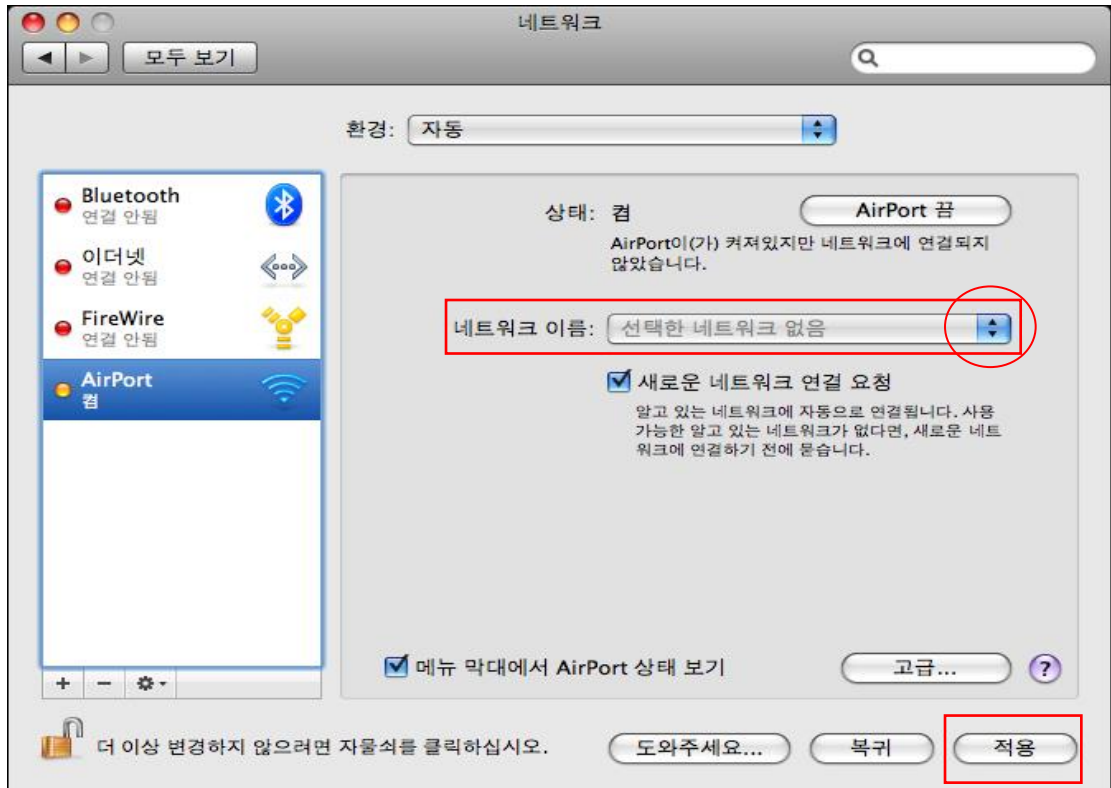 네트워크
모두 보기
환경: 자동
Bluetooth
연결 안됨
이더넷
연결 안됨
FireWire
연결 안됨
AirPort
켬
상태: 켬 AirPort 끔
AirPort이(가) 켜져있지만 네트워크에 연결되지
않았습니다.
네트워크 이름: 선택한 네트워크 없음
새로운 네트워크 연결 요청
알고 있는 네트워크에 자동으로 연결됩니다. 사용
가능한 알고 있는 네트워크가 없다면, 새로운 네트
워크에 연결하기 전에 묻습니다.
메뉴 막대에서 AirPort 상태 보기 고급... ?
더 이상 변경하지 않으려면 자물쇠를 클릭하십시오. 도와주세요... 복귀 적용